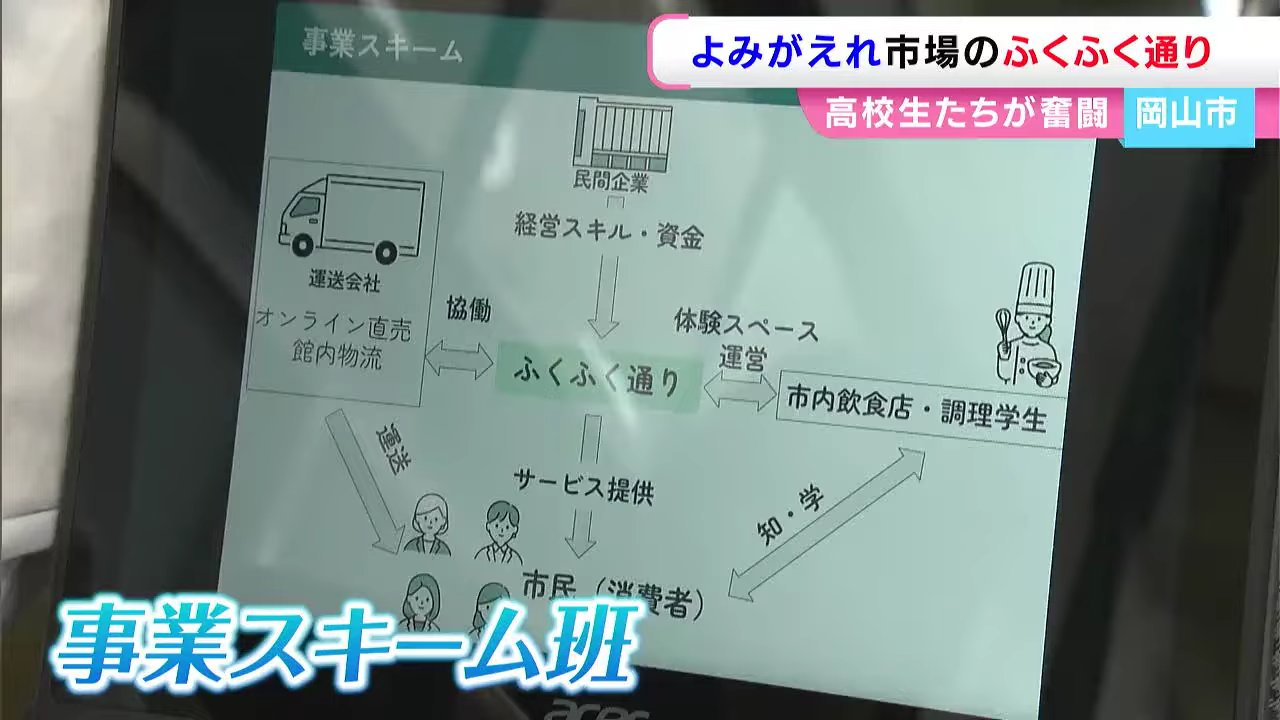 よみがえれ市場のふくふく通り
高校生たちが奮闘
岡山市
事業スキーム
民間企業
経営スキル・資金
運送会社
オンライン直売
館内物流
協働
体験スペース
運営
ふくふく通り
市内飲食店・調理学生
運送
サービス提供
知・学
市民（消費者）
事業スキーム班
acer